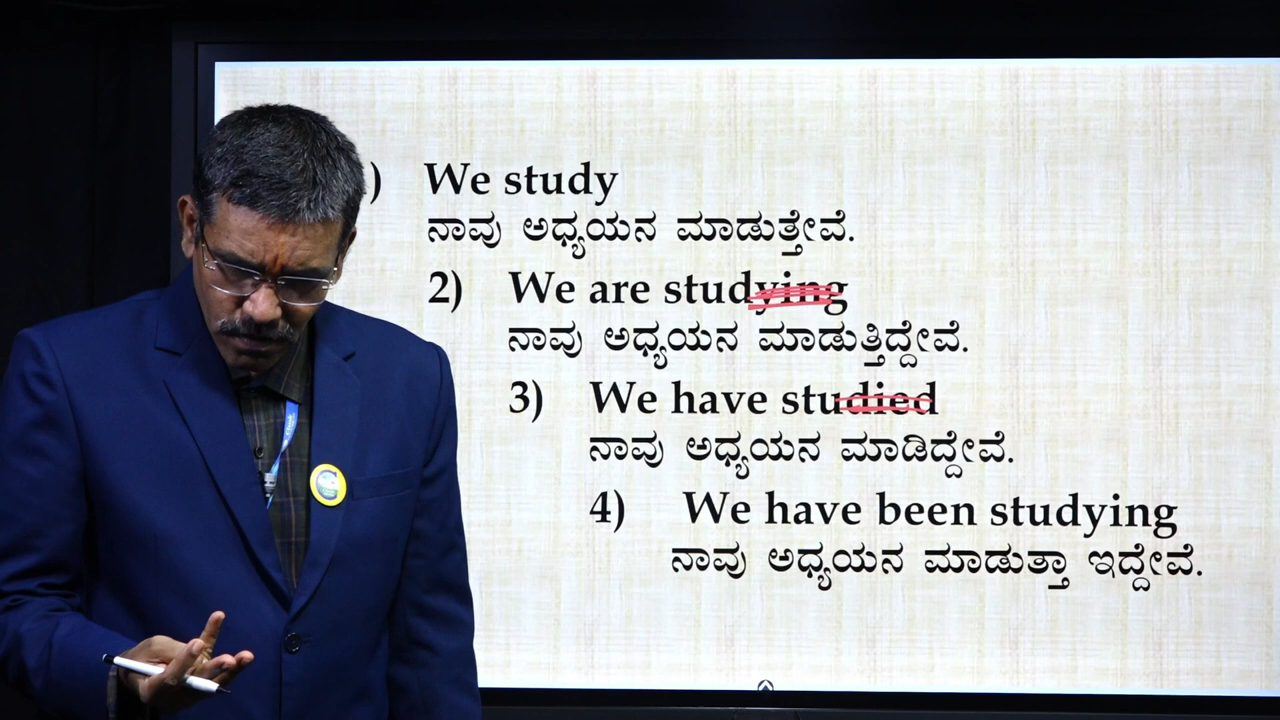 ) We study
ನಾವು ಅಧ್ಯಯನ ಮಾಡುತ್ತೇವೆ.
2) We are studying
ನಾವು ಅಧ್ಯಯನ ಮಾಡುತ್ತಿದ್ದೇವೆ.
3) We have studied
ನಾವು ಅಧ್ಯಯನ ಮಾಡಿದ್ದೇವೆ.
4) We have been studying
ನಾವು ಅಧ್ಯಯನ ಮಾಡುತ್ತಾ ಇದ್ದೇವೆ.